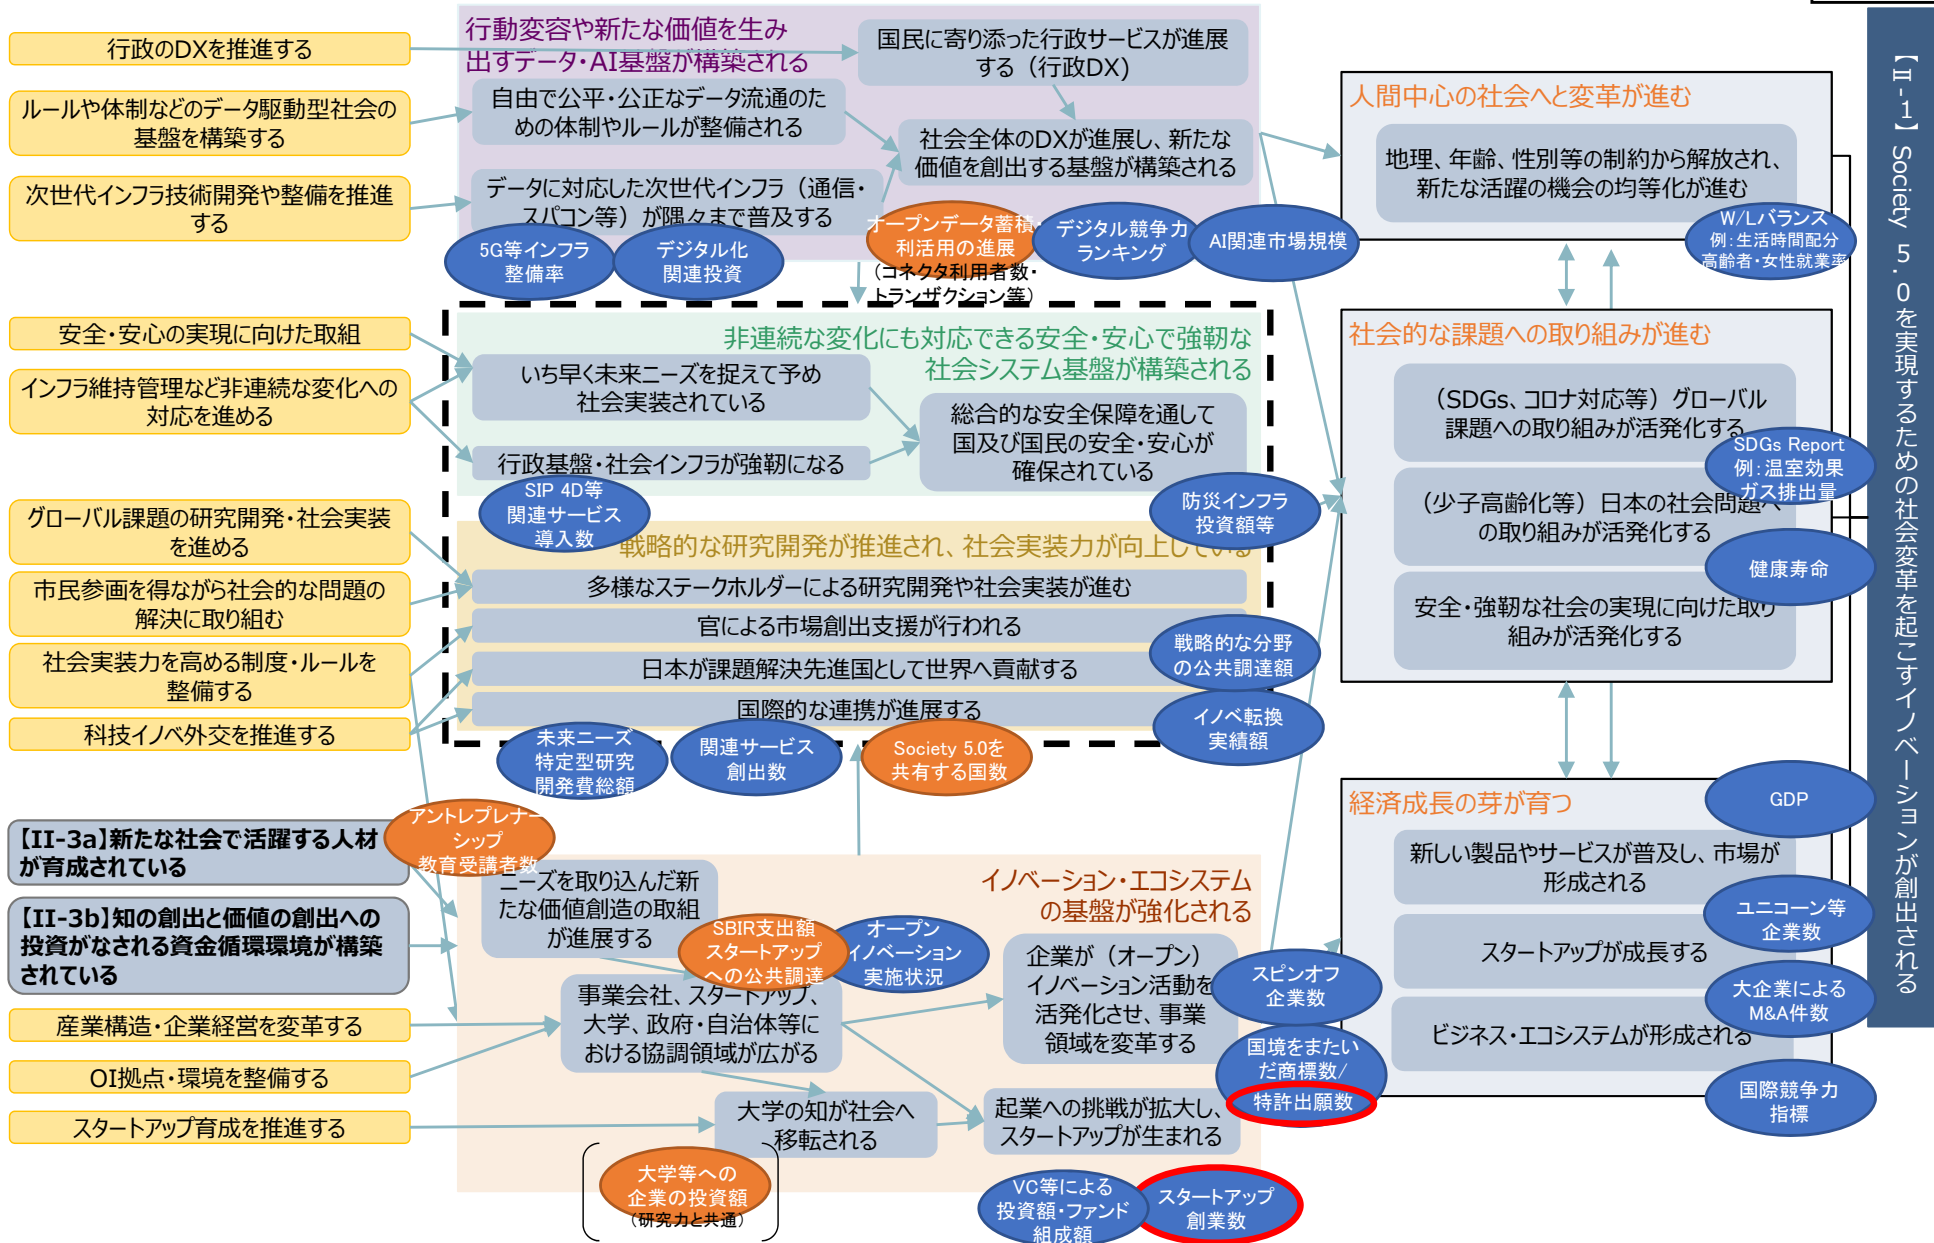 行政のDXを推進する
ルールや体制などのデータ駆動型社会の
基盤を構築する
次世代インフラ技術開発や整備を推進
する
安全・安心の実現に向けた取組
インフラ維持管理など非連続な変化への
対応を進める
グローバル課題の研究開発・社会実装
を進める
市民参画を得ながら社会的な問題の
解決に取り組む
社会実装力を高める制度・ルールを
整備する
科技イノベ外交を推進する
【II-3a】新たな社会で活躍する人材
が育成されている
【II-3b】知の創出と価値の創出への
投資がなされる資金循環環境が構築
されている
産業構造・企業経営を変革する
OI拠点・環境を整備する
スタートアップ育成を推進する
行動変容や新たな価値を生み
出すデータ・AI基盤が構築される
国民に寄り添った行政サービスが進展
する（行政DX）
自由で公平・公正なデータ流通のた
めの体制やルールが整備される
社会全体のDXが進展し、新たな
価値を創出する基盤が構築される
データに対応した次世代インフラ（通信・
スパコン等）が隅々まで普及する
5G等インフラ
整備率
デジタル化
関連投資
オープンデータ蓄積・
利活用の進展
（コネクタ利用者数・
トランザクション等）
デジタル競争力
ランキング
AI関連市場規模
非連続な変化にも対応できる安全・安心で強靭な
社会システム基盤が構築される
いち早く未来ニーズを捉えて予め
社会実装されている
総合的な安全保障を通して
国及び国民の安全・安心が
確保されている
行政基盤・社会インフラが強靭になる
SIP 4D等
関連サービス
導入数
防災インフラ
投資額等
戦略的な研究開発が推進され、社会実装力が向上している
多様なステークホルダーによる研究開発や社会実装が進む
官による市場創出支援が行われる
日本が課題解決先進国として世界へ貢献する
国際的な連携が進展する
戦略的な分野
の公共調達額
イノベ転換
実績額
未来ニーズ
特定型研究
開発費総額
関連サービス
創出数
Society 5.0を
共有する国数
アントレプレナー
シップ
教育受講者数
イノベーション・エコシステム
の基盤が強化される
ニーズを取り込んだ新
たな価値創造の取組
が進展する
SBIR支出額
スタートアップ
への公共調達
オープン
イノベーション
実施状況
事業会社、スタートアップ、
大学、政府・自治体等に
おける協調領域が広がる
企業が（オープン）
イノベーション活動を
活発化させ、事業
領域を変革する
大学の知が社会へ
移転される
起業への挑戦が拡大し、
スタートアップが生まれる
スピンオフ
企業数
国境をまたい
だ商標数/
特許出願数
大学等への
企業の投資額
（研究力と共通）
VC等による
投資額・ファンド
組成額
スタートアップ
創業数
人間中心の社会へと変革が進む
地理、年齢、性別等の制約から解放され、
新たな活躍の機会の均等化が進む
W/Lバランス
例：生活時間配分
高齢者・女性就業率
社会的な課題への取り組みが進む
（SDGs、コロナ対応等）グローバル
課題への取り組みが活発化する
SDGs Report
例：温室効果
ガス排出量
（少子高齢化等）日本の社会問題へ
の取り組みが活発化する
健康寿命
安全・強靭な社会の実現に向けた取り
組みが活発化する
経済成長の芽が育つ
GDP
新しい製品やサービスが普及し、市場が
形成される
ユニコーン等
企業数
スタートアップが成長する
大企業による
M&A件数
ビジネス・エコシステムが形成される
国際競争力
指標
【Ⅱ-1】Society 5.0を実現するための社会変革を起こすイノベーションが創出される